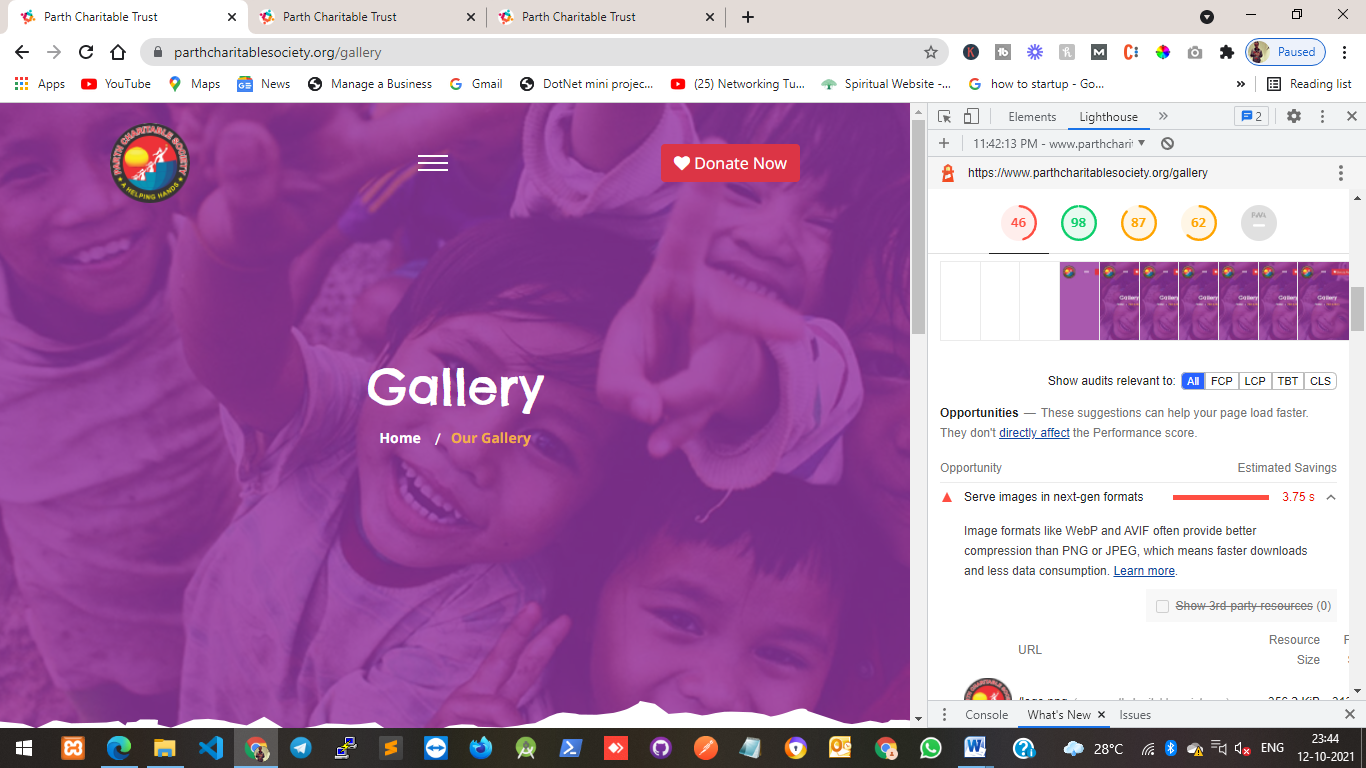 Parth Charitable Trust
Parth Charitable Trust
Parth Charitable Trust
parthcharitablesociety.org/gallery
Paused
Apps
YouTube
Maps
News
Manage a Business
Gmail
DotNet mini projec...
(25) Networking Tu...
Spiritual Website -...
how to startup - Go...
»
Reading list
PARTH CHARITABLE SOCIETY
A HELPING HANDS
Donate Now
Gallery
Home / Our Gallery
Elements
Lighthouse
»
2
11:42:13 PM - www.parthcharit
https://www.parthcharitablesociety.org/gallery
46
98
87
62
Show audits relevant to:
All
FCP
LCP
TBT
CLS
Opportunities — These suggestions can help your page load faster.
They don't directly affect the Performance score.
Opportunity
Estimated Savings
Serve images in next-gen formats
3.75 s
Image formats like WebP and AVIF often provide better
compression than PNG or JPEG, which means faster downloads
and less data consumption. Learn more.
Show 3rd-party resources (0)
URL
Resource
Size
Console
What's New
Issues
28°C
ENG
23:44
12-10-2021